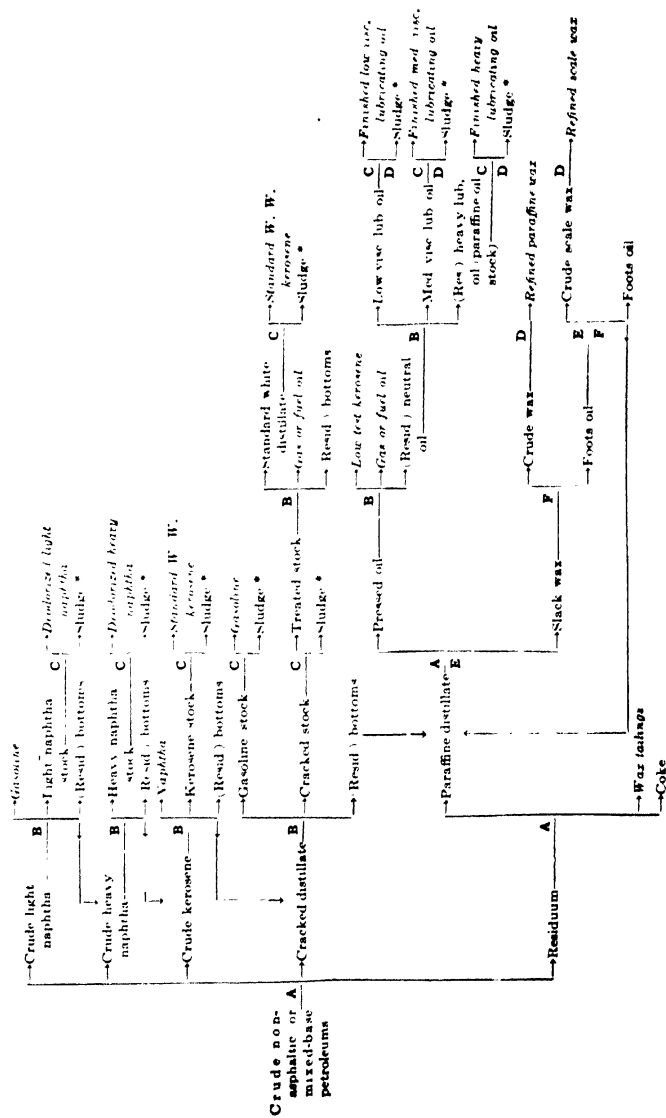 Crude non-
asphaltic or
mixed-base
petroleums
A
Crude light
naphtha
B
Gasoline
Light naphtha
stock
C
Deodorized light
naphtha
Sludge *
(Resid) bottoms
Crude heavy
naphtha
B
Heavy naphtha
stock
C
Deodorized heavy
naphtha
Sludge *
Resid) bottoms
Crude kerosene
B
Naphtha
Kerosene stock
C
Standard W W.
kerosene
Sludge *
(Resid) bottoms
Cracked distillate
B
Gasoline stock
C
Gasoline
Sludge *
Cracked stock
C
Treated stock
B
Standard white
distillate
C
Standard W. W.
kerosene
Sludge *
Gas or fuel oil
Resid) bottoms
Sludge *
Resid) bottoms
Residuum
A
Paraffine distillate
A
E
Pressed oil
B
Low test kerosene
Gas or fuel oil
(Resid) neutral
oil
B
Low visc lub oil
C
D
Finished low visc.
lubricating oil
Sludge *
Med visc lub oil
C
D
Finished med visc.
lubricating oil
Sludge *
(Res) heavy lub.
oil (paraffine oil
stock)
C
D
Finished heavy
lubricating oil
Sludge *
Slack wax
F
Crude wax
D
Refined paraffine wax
Foots oil
E
F
Crude scale wax
D
Refined scale wax
Foots oil
Wax tailings
Coke